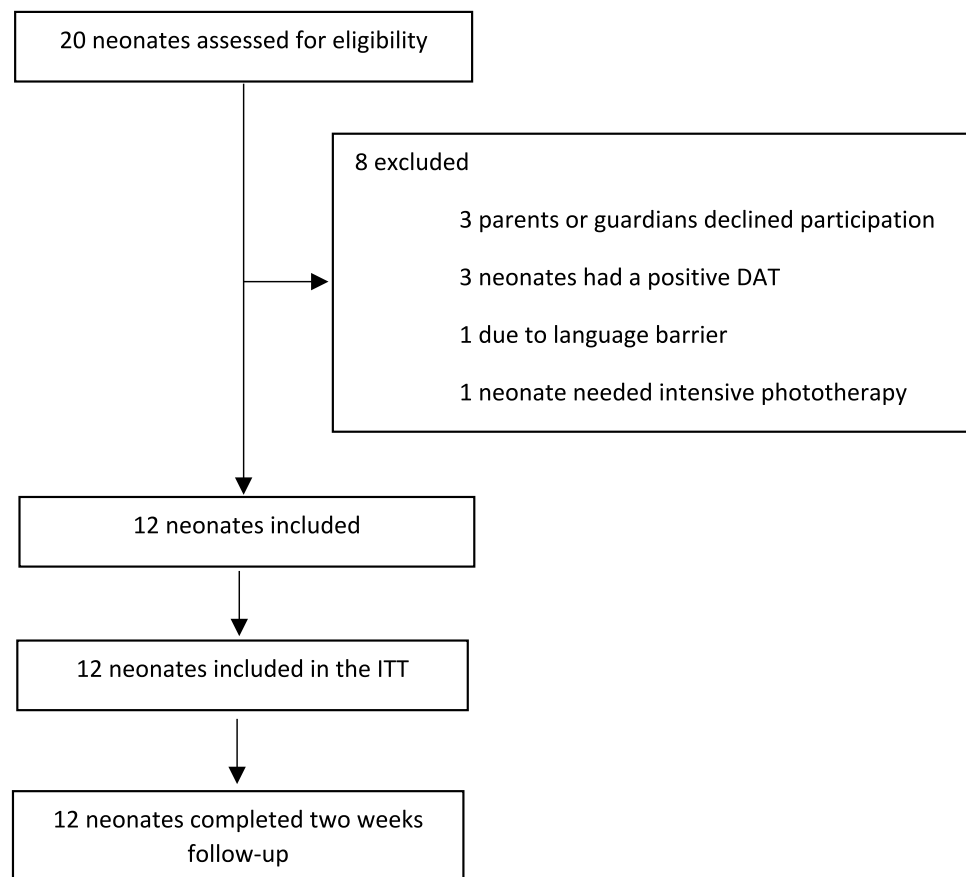 20 neonates assessed for eligibility
8 excluded
3 parents or guardians declined participation
3 neonates had a positive DAT
1 due to language barrier
1 neonate needed intensive phototherapy
12 neonates included
12 neonates included in the ITT
12 neonates completed two weeks
follow-up